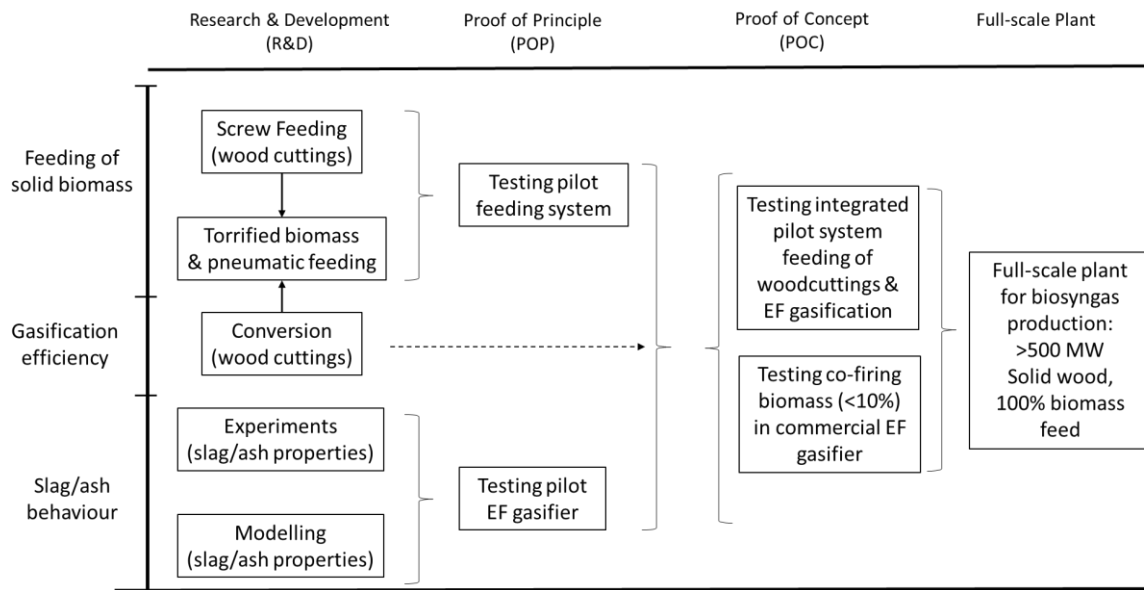 Research & Development
(R&D)
Proof of Principle
(POP)
Proof of Concept
(POC)
Full-scale Plant
Feeding of
solid biomass
Screw Feeding
(wood cuttings)
Torrified biomass
& pneumatic feeding
Testing pilot
feeding system
Gasification
efficiency
Conversion
(wood cuttings)
Slag/ash
behaviour
Experiments
(slag/ash properties)
Modelling
(slag/ash properties)
Testing pilot
EF gasifier
Testing integrated
pilot system
feeding of
woodcuttings &
EF gasification
Testing co-firing
biomass (<10%)
in commercial EF
gasifier
Full-scale plant
for biosyngas
production:
>500 MW
Solid wood,
100% biomass
feed